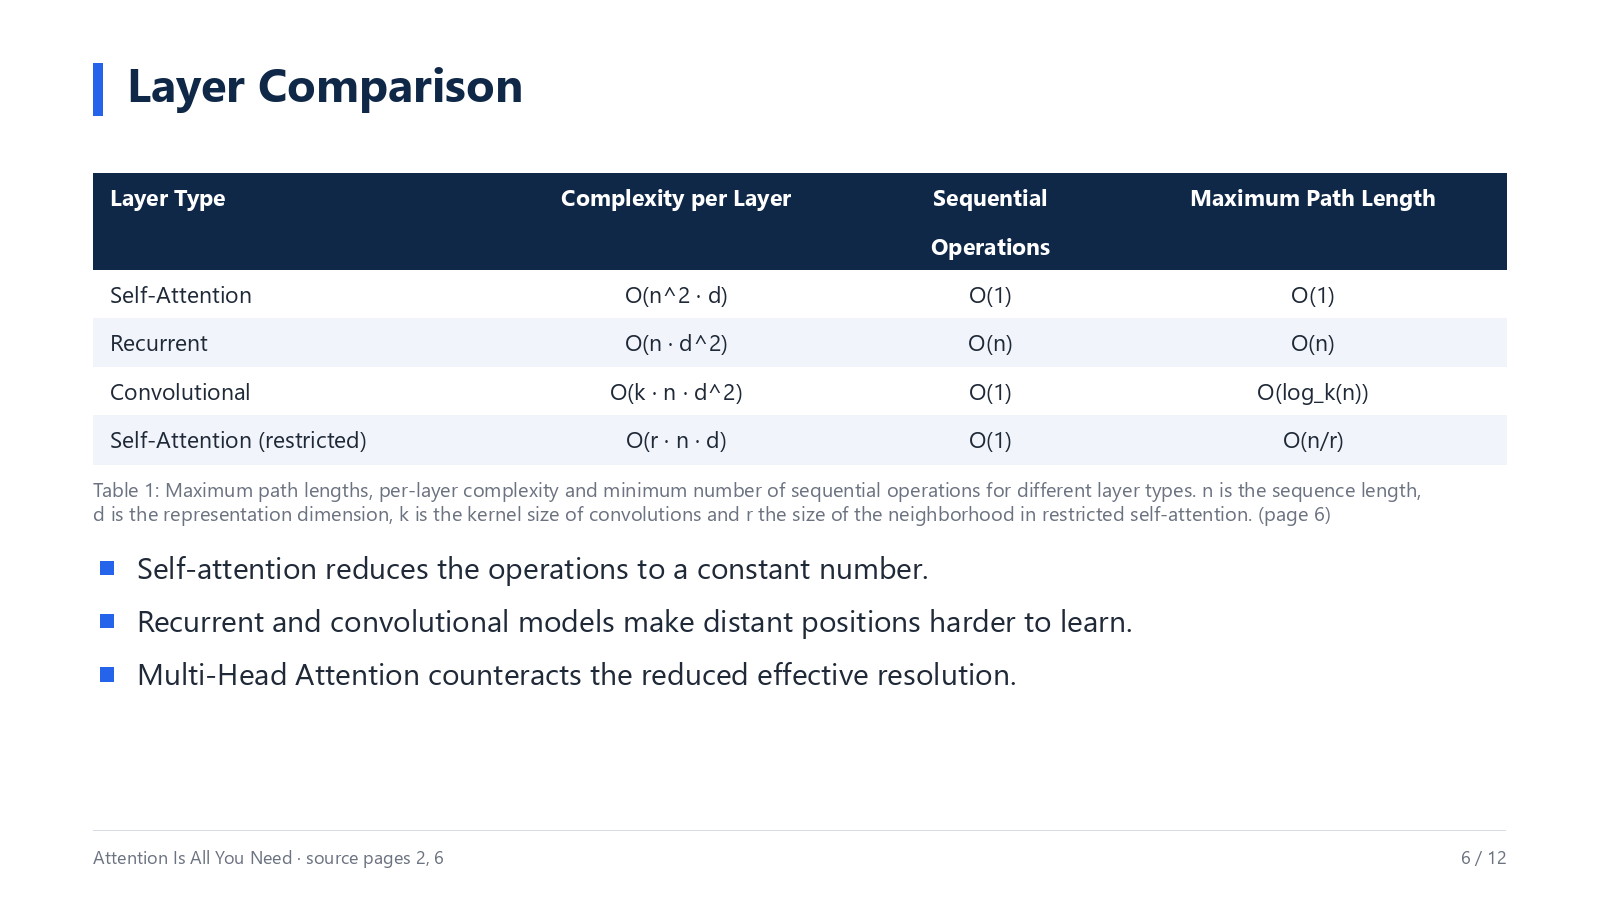 Layer Comparison
Layer Type Complexity per Layer Sequential Operations Maximum Path Length
Self-Attention O(n^2 · d) O(1) O(1)
Recurrent O(n · d^2) O(n) O(n)
Convolutional O(k · n · d^2) O(1) O(log_k(n))
Self-Attention (restricted) O(r · n · d) O(1) O(n/r)
Table 1: Maximum path lengths, per-layer complexity and minimum number of sequential operations for different layer types. n is the sequence length,
d is the representation dimension, k is the kernel size of convolutions and r the size of the neighborhood in restricted self-attention. (page 6)
Self-attention reduces the operations to a constant number.
Recurrent and convolutional models make distant positions harder to learn.
Multi-Head Attention counteracts the reduced effective resolution.
Attention Is All You Need · source pages 2, 6
6 / 12